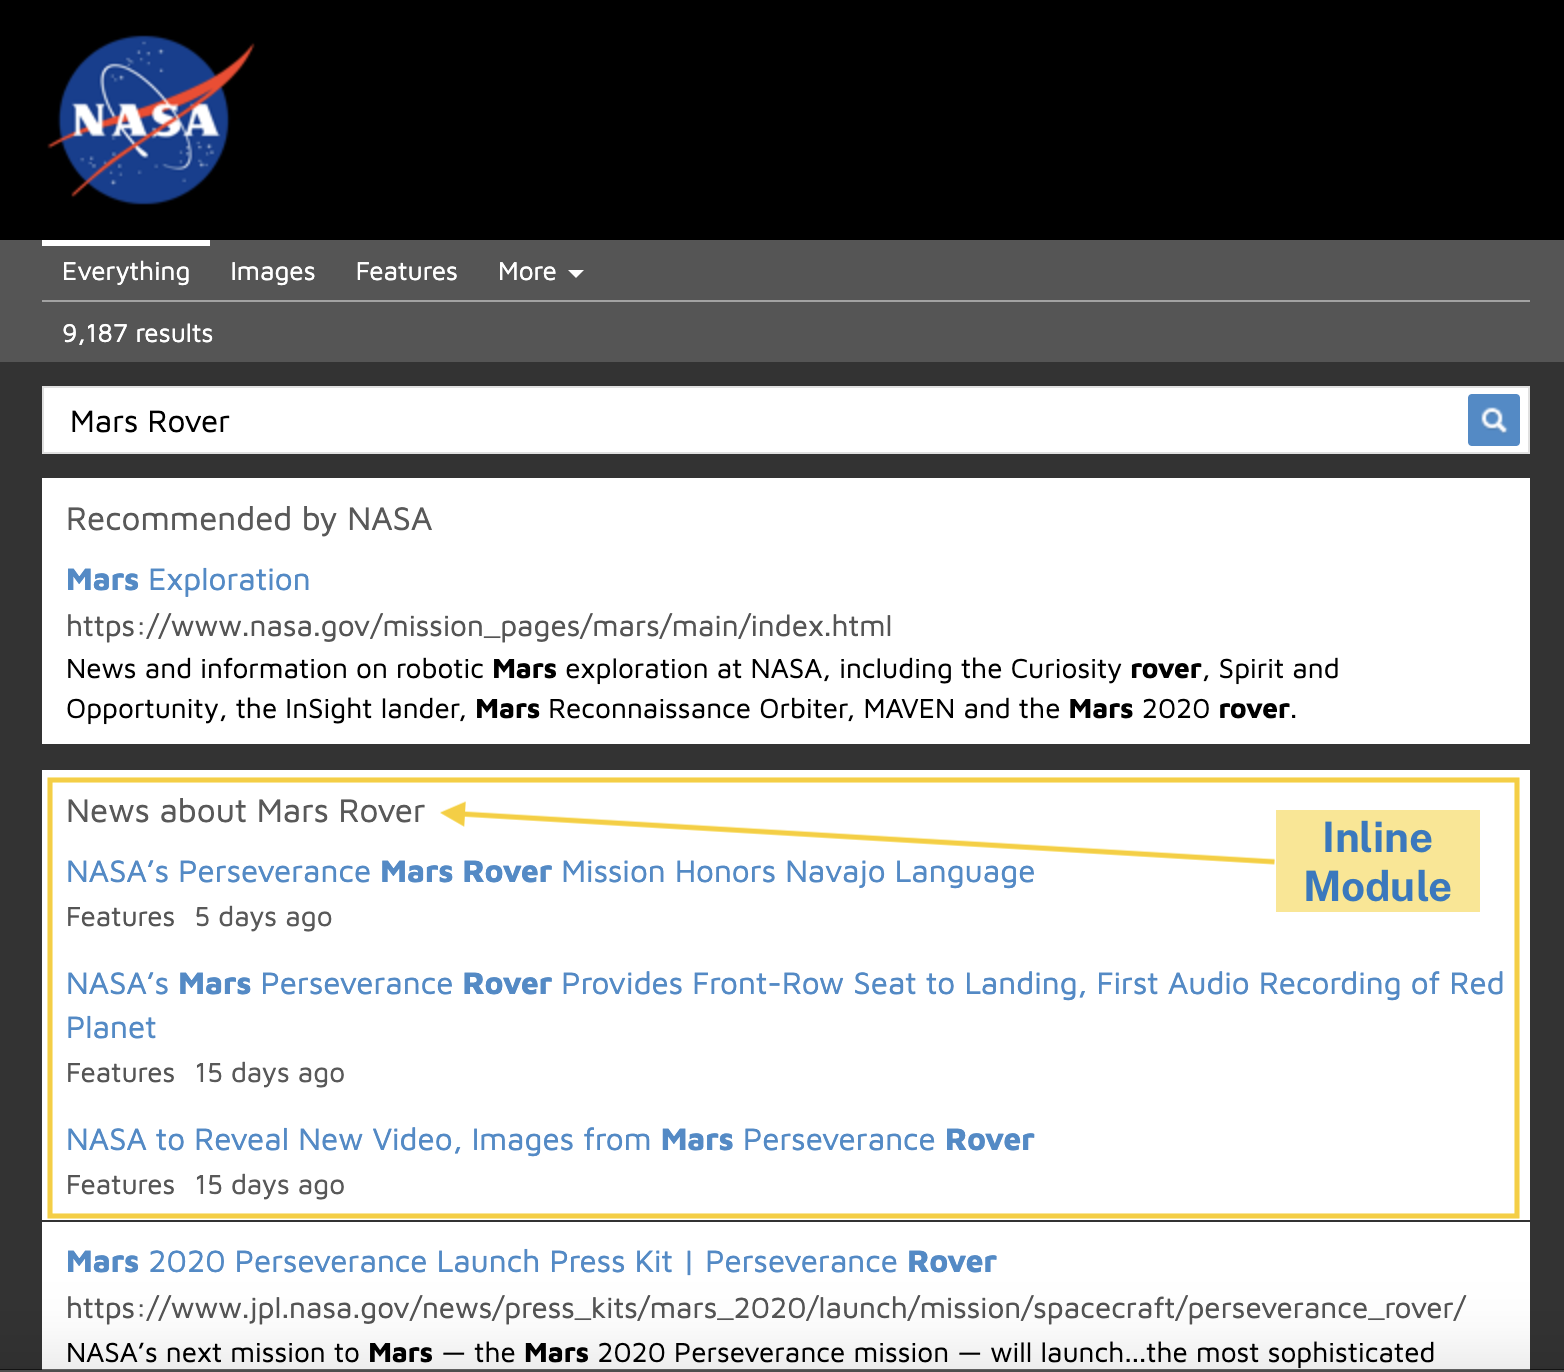 NASA
Everything Images Features More
9,187 results
Mars Rover
Recommended by NASA
Mars Exploration
https://www.nasa.gov/mission_pages/mars/main/index.html
News and information on robotic Mars exploration at NASA, including the Curiosity rover, Spirit and
Opportunity, the InSight lander, Mars Reconnaissance Orbiter, MAVEN and the Mars 2020 rover.
News about Mars Rover
Inline
Module
NASA’s Perseverance Mars Rover Mission Honors Navajo Language
Features 5 days ago
NASA’s Mars Perseverance Rover Provides Front-Row Seat to Landing, First Audio Recording of Red
Planet
Features 15 days ago
NASA to Reveal New Video, Images from Mars Perseverance Rover
Features 15 days ago
Mars 2020 Perseverance Launch Press Kit | Perseverance Rover
https://www.jpl.nasa.gov/news/press_kits/mars_2020/launch/mission/spacecraft/perseverance_rover/
NASA’s next mission to Mars — the Mars 2020 Perseverance mission — will launch...the most sophisticated